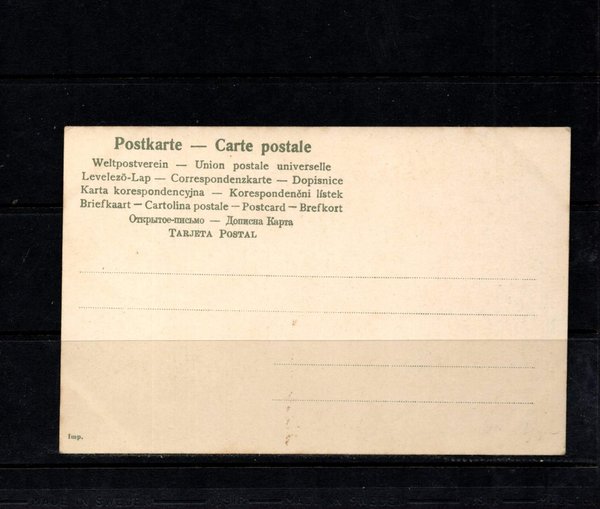 Postkarte — Carte postale
Weltpostverein — Union postale universelle
Levelezö-Lap — Correspondenzkarte — Dopisnice
Karta korespondencyjna — Korespondenční lístek
Briefkaart — Cartolina postale — Postcard — Brefkort
Открытое-письмо — Дописна Карта
TARJETA POSTAL
Imp.